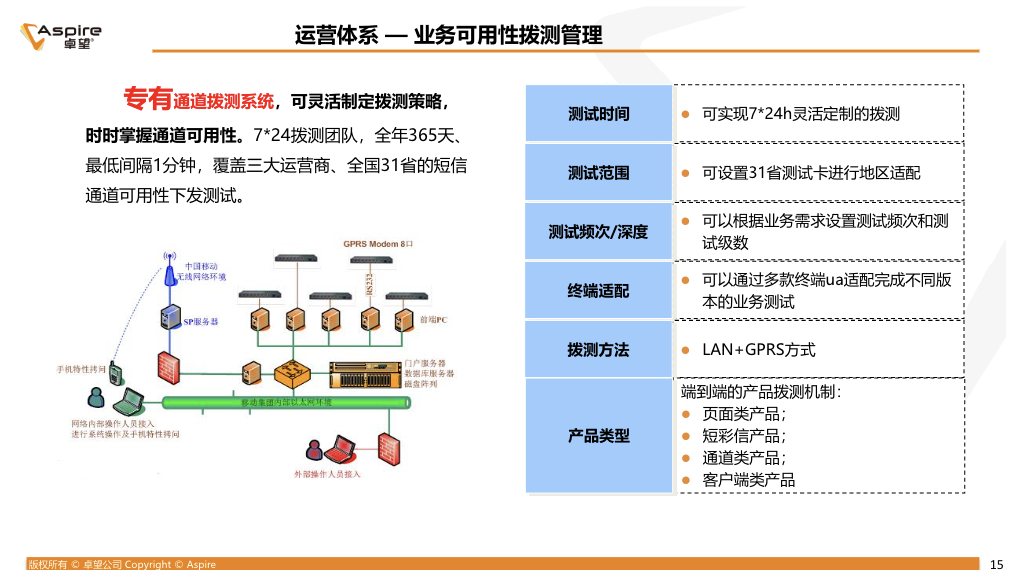 Aspire
卓望
运营体系 — 业务可用性拨测管理
专有通道拨测系统，可灵活制定拨测策略，
时时掌握通道可用性。7*24拨测团队，全年365天、
最低间隔1分钟，覆盖三大运营商、全国31省的短信
通道可用性下发测试。
GPRS Modem 8口
中国移动
无线网络环境
RS232
SP服务器
前端PC
手机特性拷问
门户服务器
数据库服务器
磁盘阵列
移动集团内部以太网环境
网络内部操作人员接入
进行系统操作及手机特性拷问
外部操作人员接入
测试时间
● 可实现7*24h灵活定制的拨测
测试范围
● 可设置31省测试卡进行地区适配
测试频次/深度
● 可以根据业务需求设置测试频次和测
试级数
终端适配
● 可以通过多款终端ua适配完成不同版
本的业务测试
拨测方法
● LAN+GPRS方式
产品类型
端到端的产品拨测机制：
● 页面类产品；
● 短彩信产品；
● 通道类产品；
● 客户端类产品
版权所有 © 卓望公司 Copyright © Aspire
15